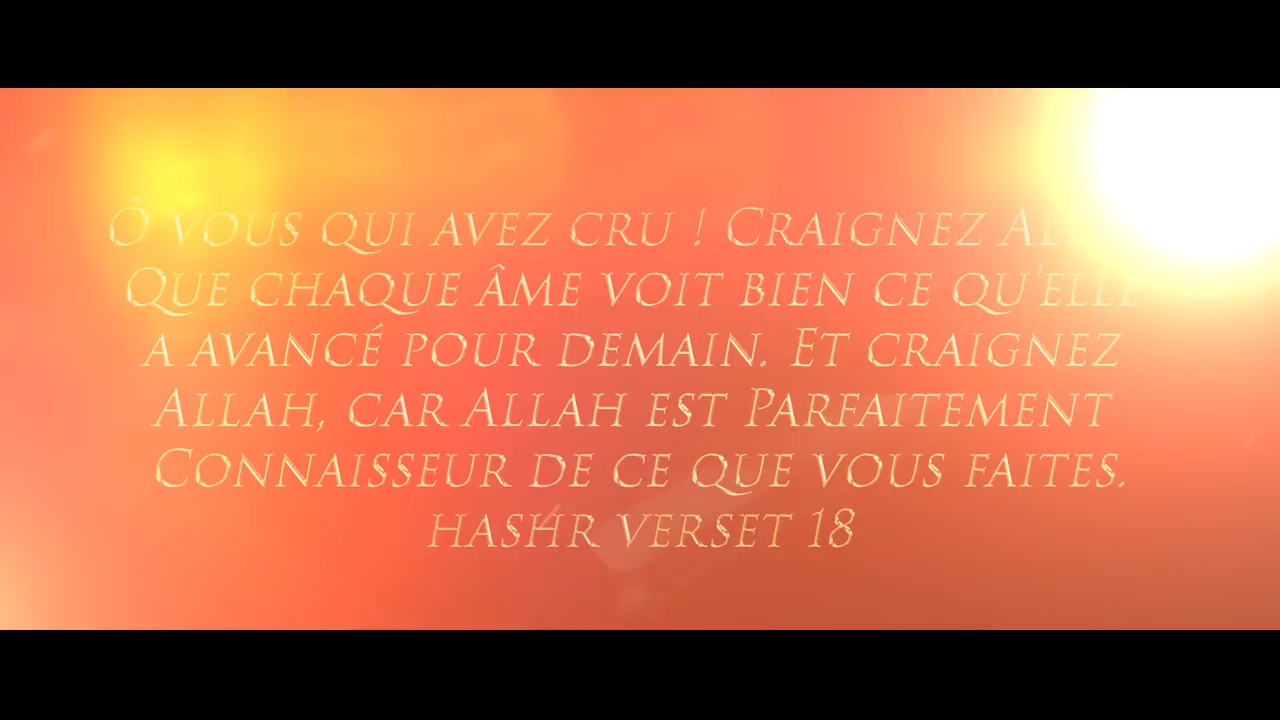 Ô vous qui avez cru ! Craignez
Que chaque âme voit bien ce qu'elle
a avancé pour demain. Et craignez
Allah, car Allah est Parfaitement
Connaisseur de ce que vous faites.
hashr verset 18